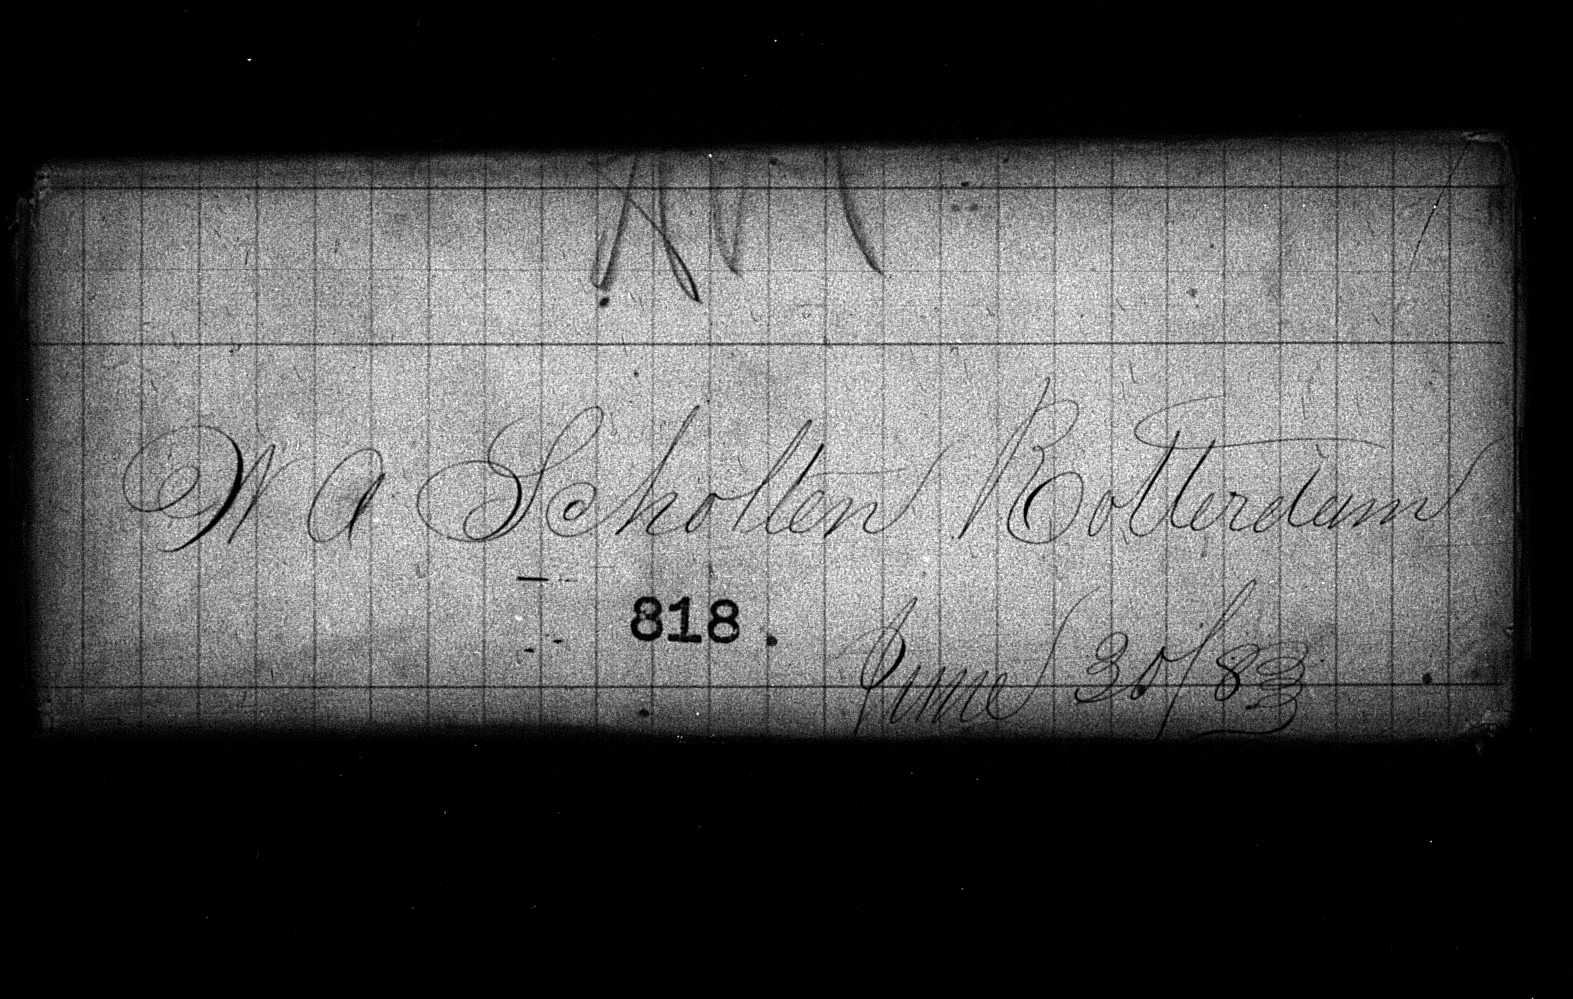 W A Scholten Rotterdam
818.
June 30/83